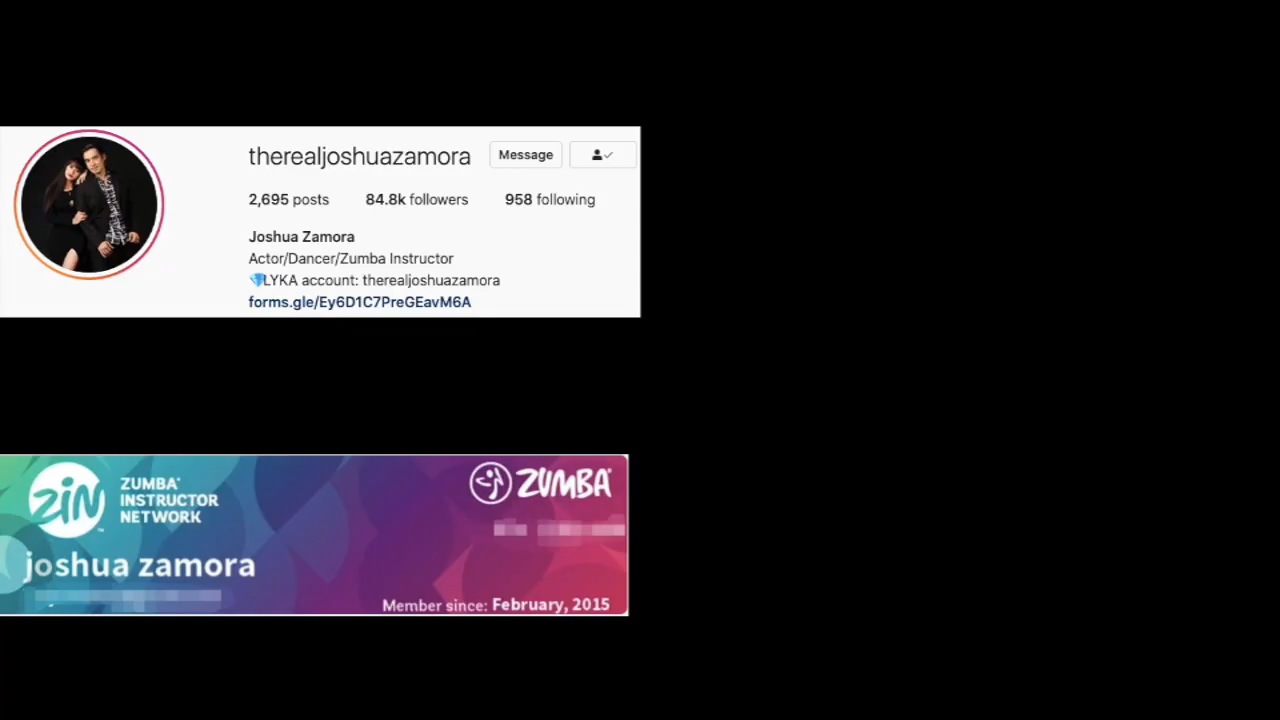 therealjoshuazamora Message
2,695 posts 84.8k followers 958 following
Joshua Zamora
Actor/Dancer/Zumba Instructor
💎LYKA account: therealjoshuazamora
forms.gle/Ey6D1C7PreGEavM6A
ZiN™ ZUMBA® INSTRUCTOR NETWORK
ZUMBA®
joshua zamora
Member since: February, 2015